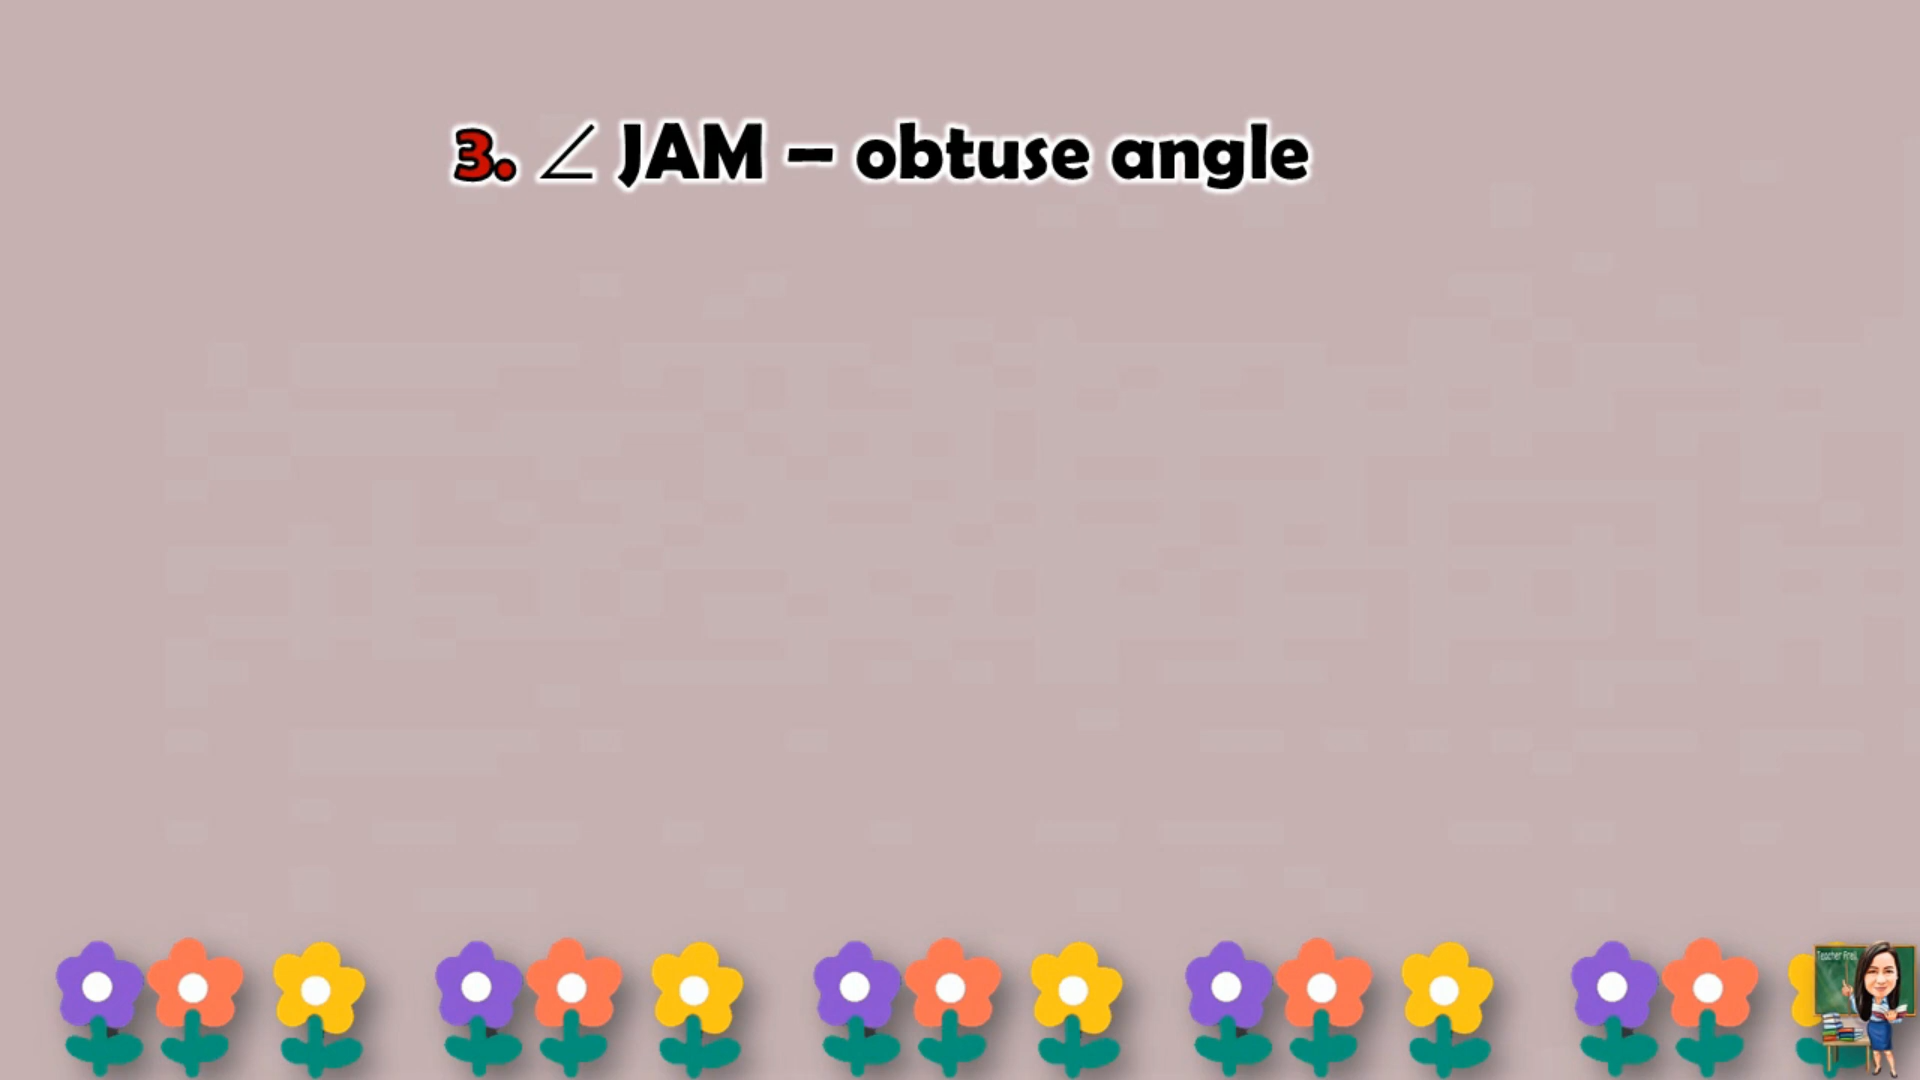 3. ∠ JAM – obtuse angle